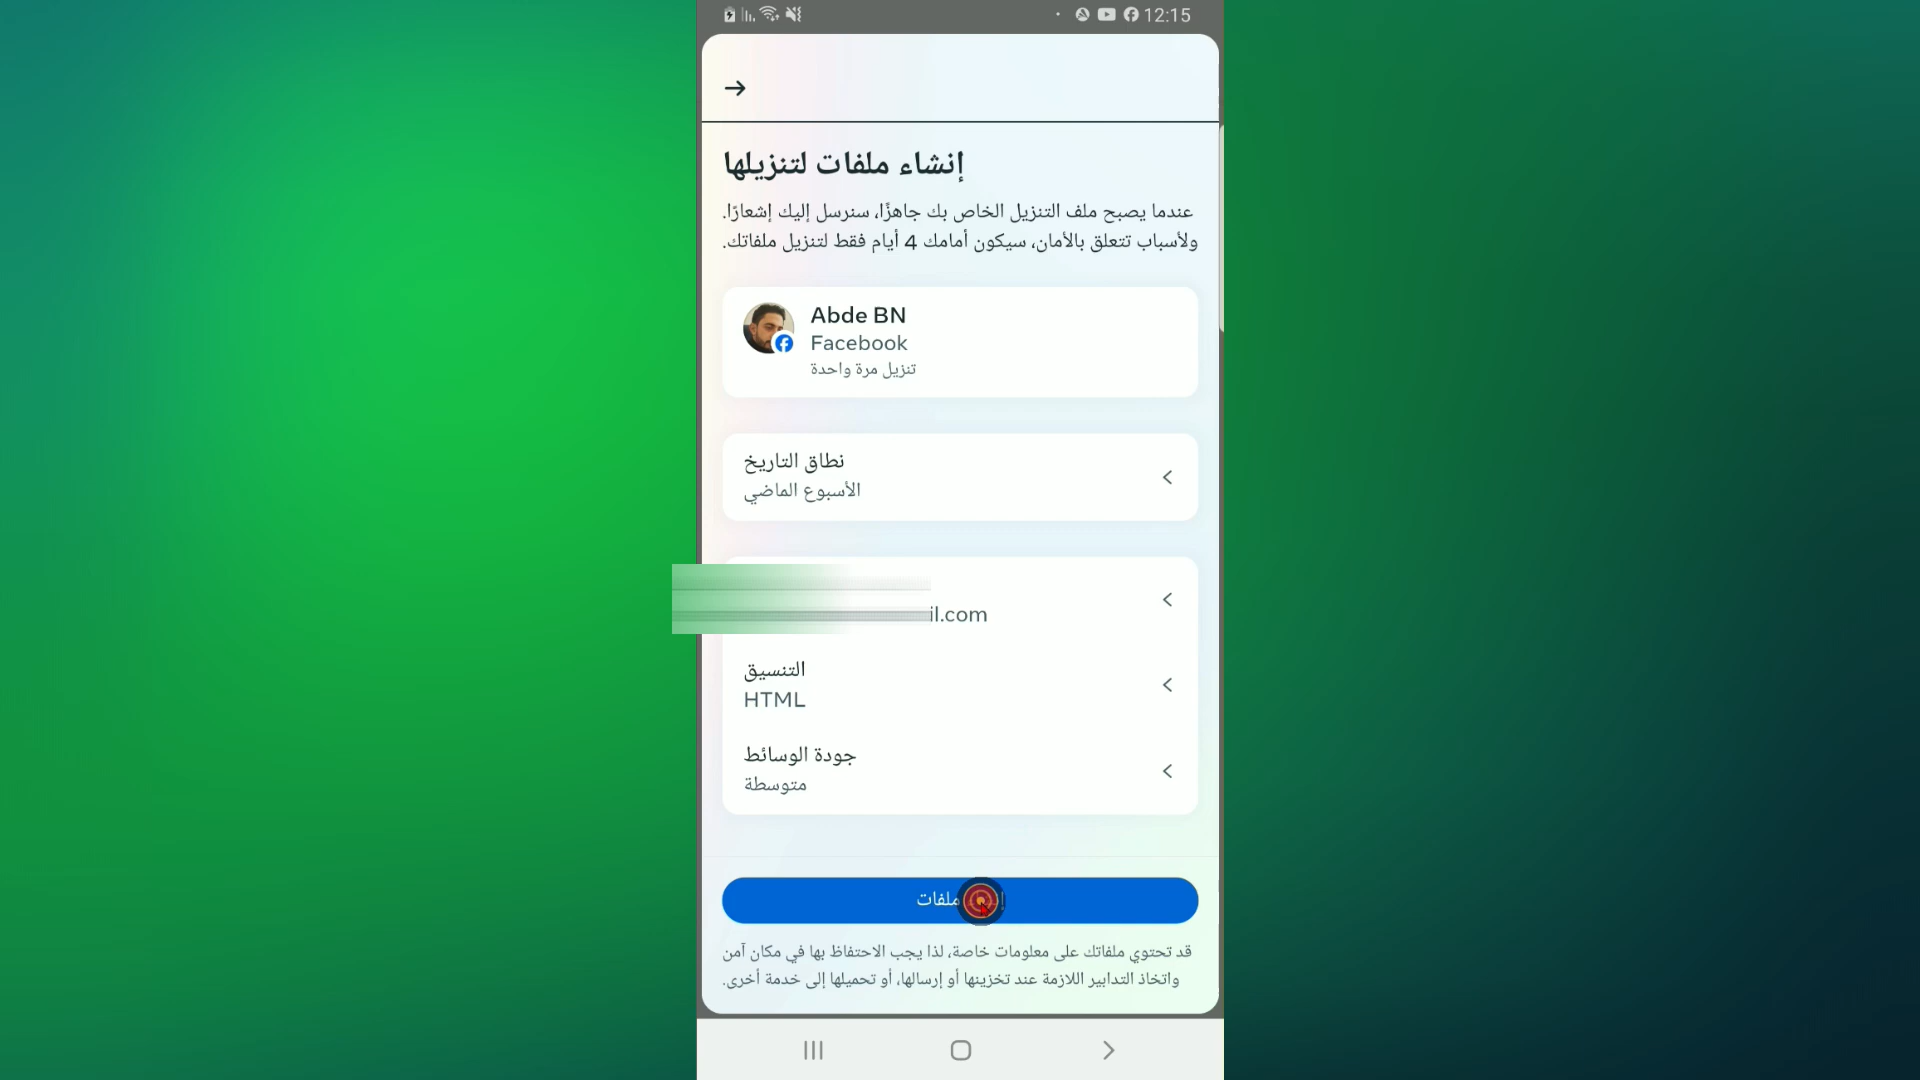 12:15
إنشاء ملفات لتنزيلها
عندما يصبح ملف التنزيل الخاص بك جاهزًا، سنرسل إليك إشعارًا.
ولأسباب تتعلق بالأمان، سيكون أمامك 4 أيام فقط لتنزيل ملفاتك.
Abde BN
Facebook
تنزيل مرة واحدة
نطاق التاريخ
الأسبوع الماضي
il.com
التنسيق
HTML
جودة الوسائط
متوسطة
ملفات
قد تحتوي ملفاتك على معلومات خاصة، لذا يجب الاحتفاظ بها في مكان آمن
واتخاذ التدابير اللازمة عند تخزينها أو إرسالها، أو تحميلها إلى خدمة أخرى.